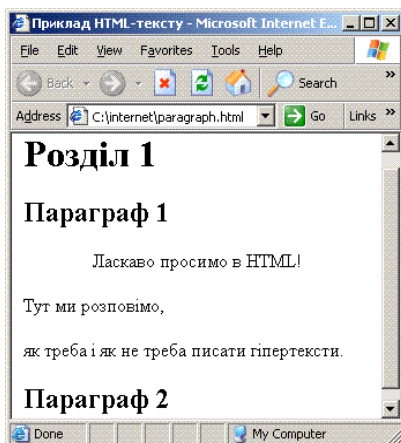 Приклад HTML-тексту - Microsoft Internet E...
File Edit View Favorites Tools Help
Back Search »
Address C:\internet\paragraph.html Go Links »
Розділ 1
Параграф 1
Ласкаво просимо в HTML!
Тут ми розповімо,
як треба і як не треба писати гіпертексти.
Параграф 2
Done My Computer